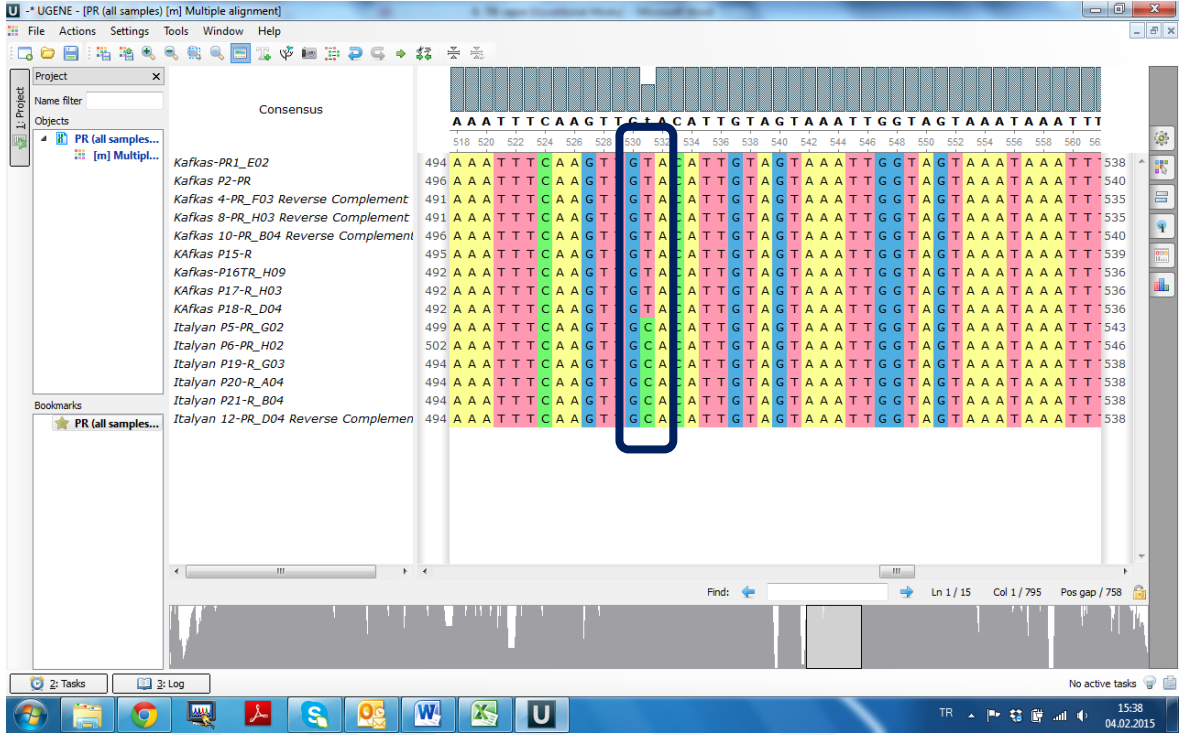 U -* UGENE - [PR (all samples) [m] Multiple alignment]
File Actions Settings Tools Window Help
1: Project
Project x
Name filter
Objects
PR (all samples...
[m] Multipl...
Bookmarks
PR (all samples...
Consensus
A A A T T T C A A G T T G t A C A T T G T A G T A A A T T G G T A G T A A A T A A A T T T
518 520 522 524 526 528 530 532 534 536 538 540 542 544 546 548 550 552 554 556 558 560 56
Kafkas-PR1_E02 494 A A A T T T C A A G T T G T A C A T T G T A G T A A A T T G G T A G T A A A T A A A T T 538
Kafkas P2-PR 496 A A A T T T C A A G T T G T A C A T T G T A G T A A A T T G G T A G T A A A T A A A T T 540
Kafkas 4-PR_F03 Reverse Complement 491 A A A T T T C A A G T T G T A C A T T G T A G T A A A T T G G T A G T A A A T A A A T T 535
Kafkas 8-PR_H03 Reverse Complement 491 A A A T T T C A A G T T G T A C A T T G T A G T A A A T T G G T A G T A A A T A A A T T 535
Kafkas 10-PR_B04 Reverse Complement 496 A A A T T T C A A G T T G T A C A T T G T A G T A A A T T G G T A G T A A A T A A A T T 540
KAfkas P15-R 495 A A A T T T C A A G T T G T A C A T T G T A G T A A A T T G G T A G T A A A T A A A T T 539
Kafkas-P16TR_H09 492 A A A T T T C A A G T T G T A C A T T G T A G T A A A T T G G T A G T A A A T A A A T T 536
KAfkas P17-R_H03 492 A A A T T T C A A G T T G T A C A T T G T A G T A A A T T G G T A G T A A A T A A A T T 536
KAfkas P18-R_D04 492 A A A T T T C A A G T T G T A C A T T G T A G T A A A T T G G T A G T A A A T A A A T T 536
Italyan P5-PR_G02 499 A A A T T T C A A G T T G C A C A T T G T A G T A A A T T G G T A G T A A A T A A A T T 543
Italyan P6-PR_H02 502 A A A T T T C A A G T T G C A C A T T G T A G T A A A T T G G T A G T A A A T A A A T T 546
Italyan P19-R_G03 494 A A A T T T C A A G T T G C A C A T T G T A G T A A A T T G G T A G T A A A T A A A T T 538
Italyan P20-R_A04 494 A A A T T T C A A G T T G C A C A T T G T A G T A A A T T G G T A G T A A A T A A A T T 538
Italyan P21-R_B04 494 A A A T T T C A A G T T G C A C A T T G T A G T A A A T T G G T A G T A A A T A A A T T 538
Italyan 12-PR_D04 Reverse Complemen 494 A A A T T T C A A G T T G C A C A T T G T A G T A A A T T G G T A G T A A A T A A A T T 538
Find: Ln 1 / 15 Col 1 / 795 Pos gap / 758
2: Tasks 3: Log No active tasks
TR 15:38
04.02.2015